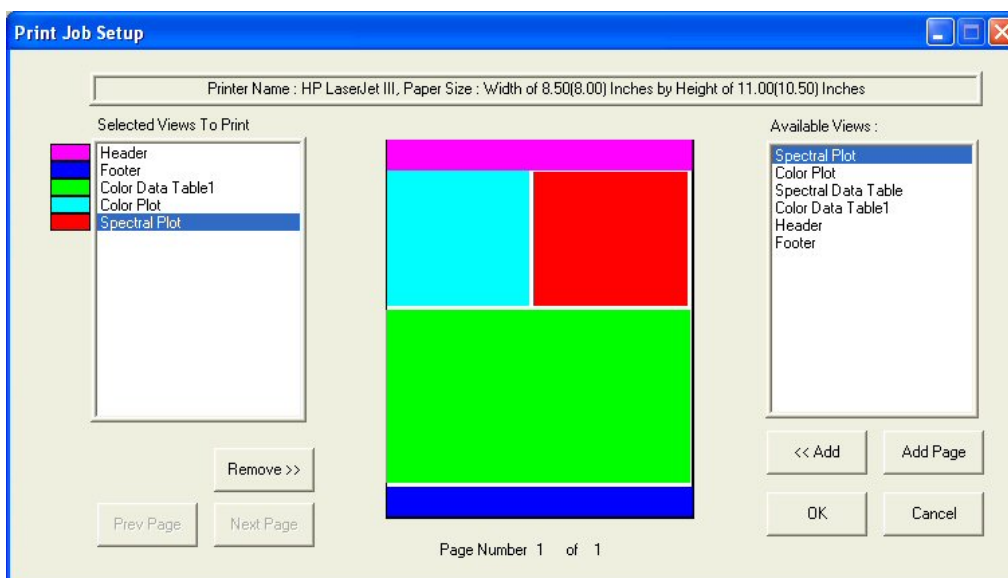 Print Job Setup
Printer Name : HP LaserJet III, Paper Size : Width of 8.50(8.00) Inches by Height of 11.00(10.50) Inches
Selected Views To Print
Header
Footer
Color Data Table1
Color Plot
Spectral Plot
Remove >>
Prev Page
Next Page
Page Number 1 of 1
Available Views :
Spectral Plot
Color Plot
Spectral Data Table
Color Data Table1
Header
Footer
<< Add
Add Page
OK
Cancel